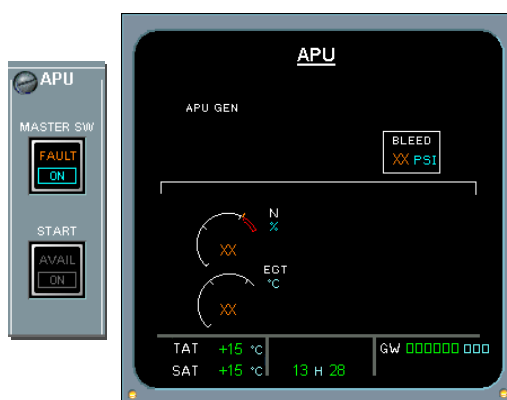 APU
MASTER SW
FAULT
ON
START
AVAIL
ON
APU
APU GEN
BLEED
XX PSI
N
%
XX
EGT
°C
XX
TAT +15 °C
GW
SAT +15 °C 13 H 28